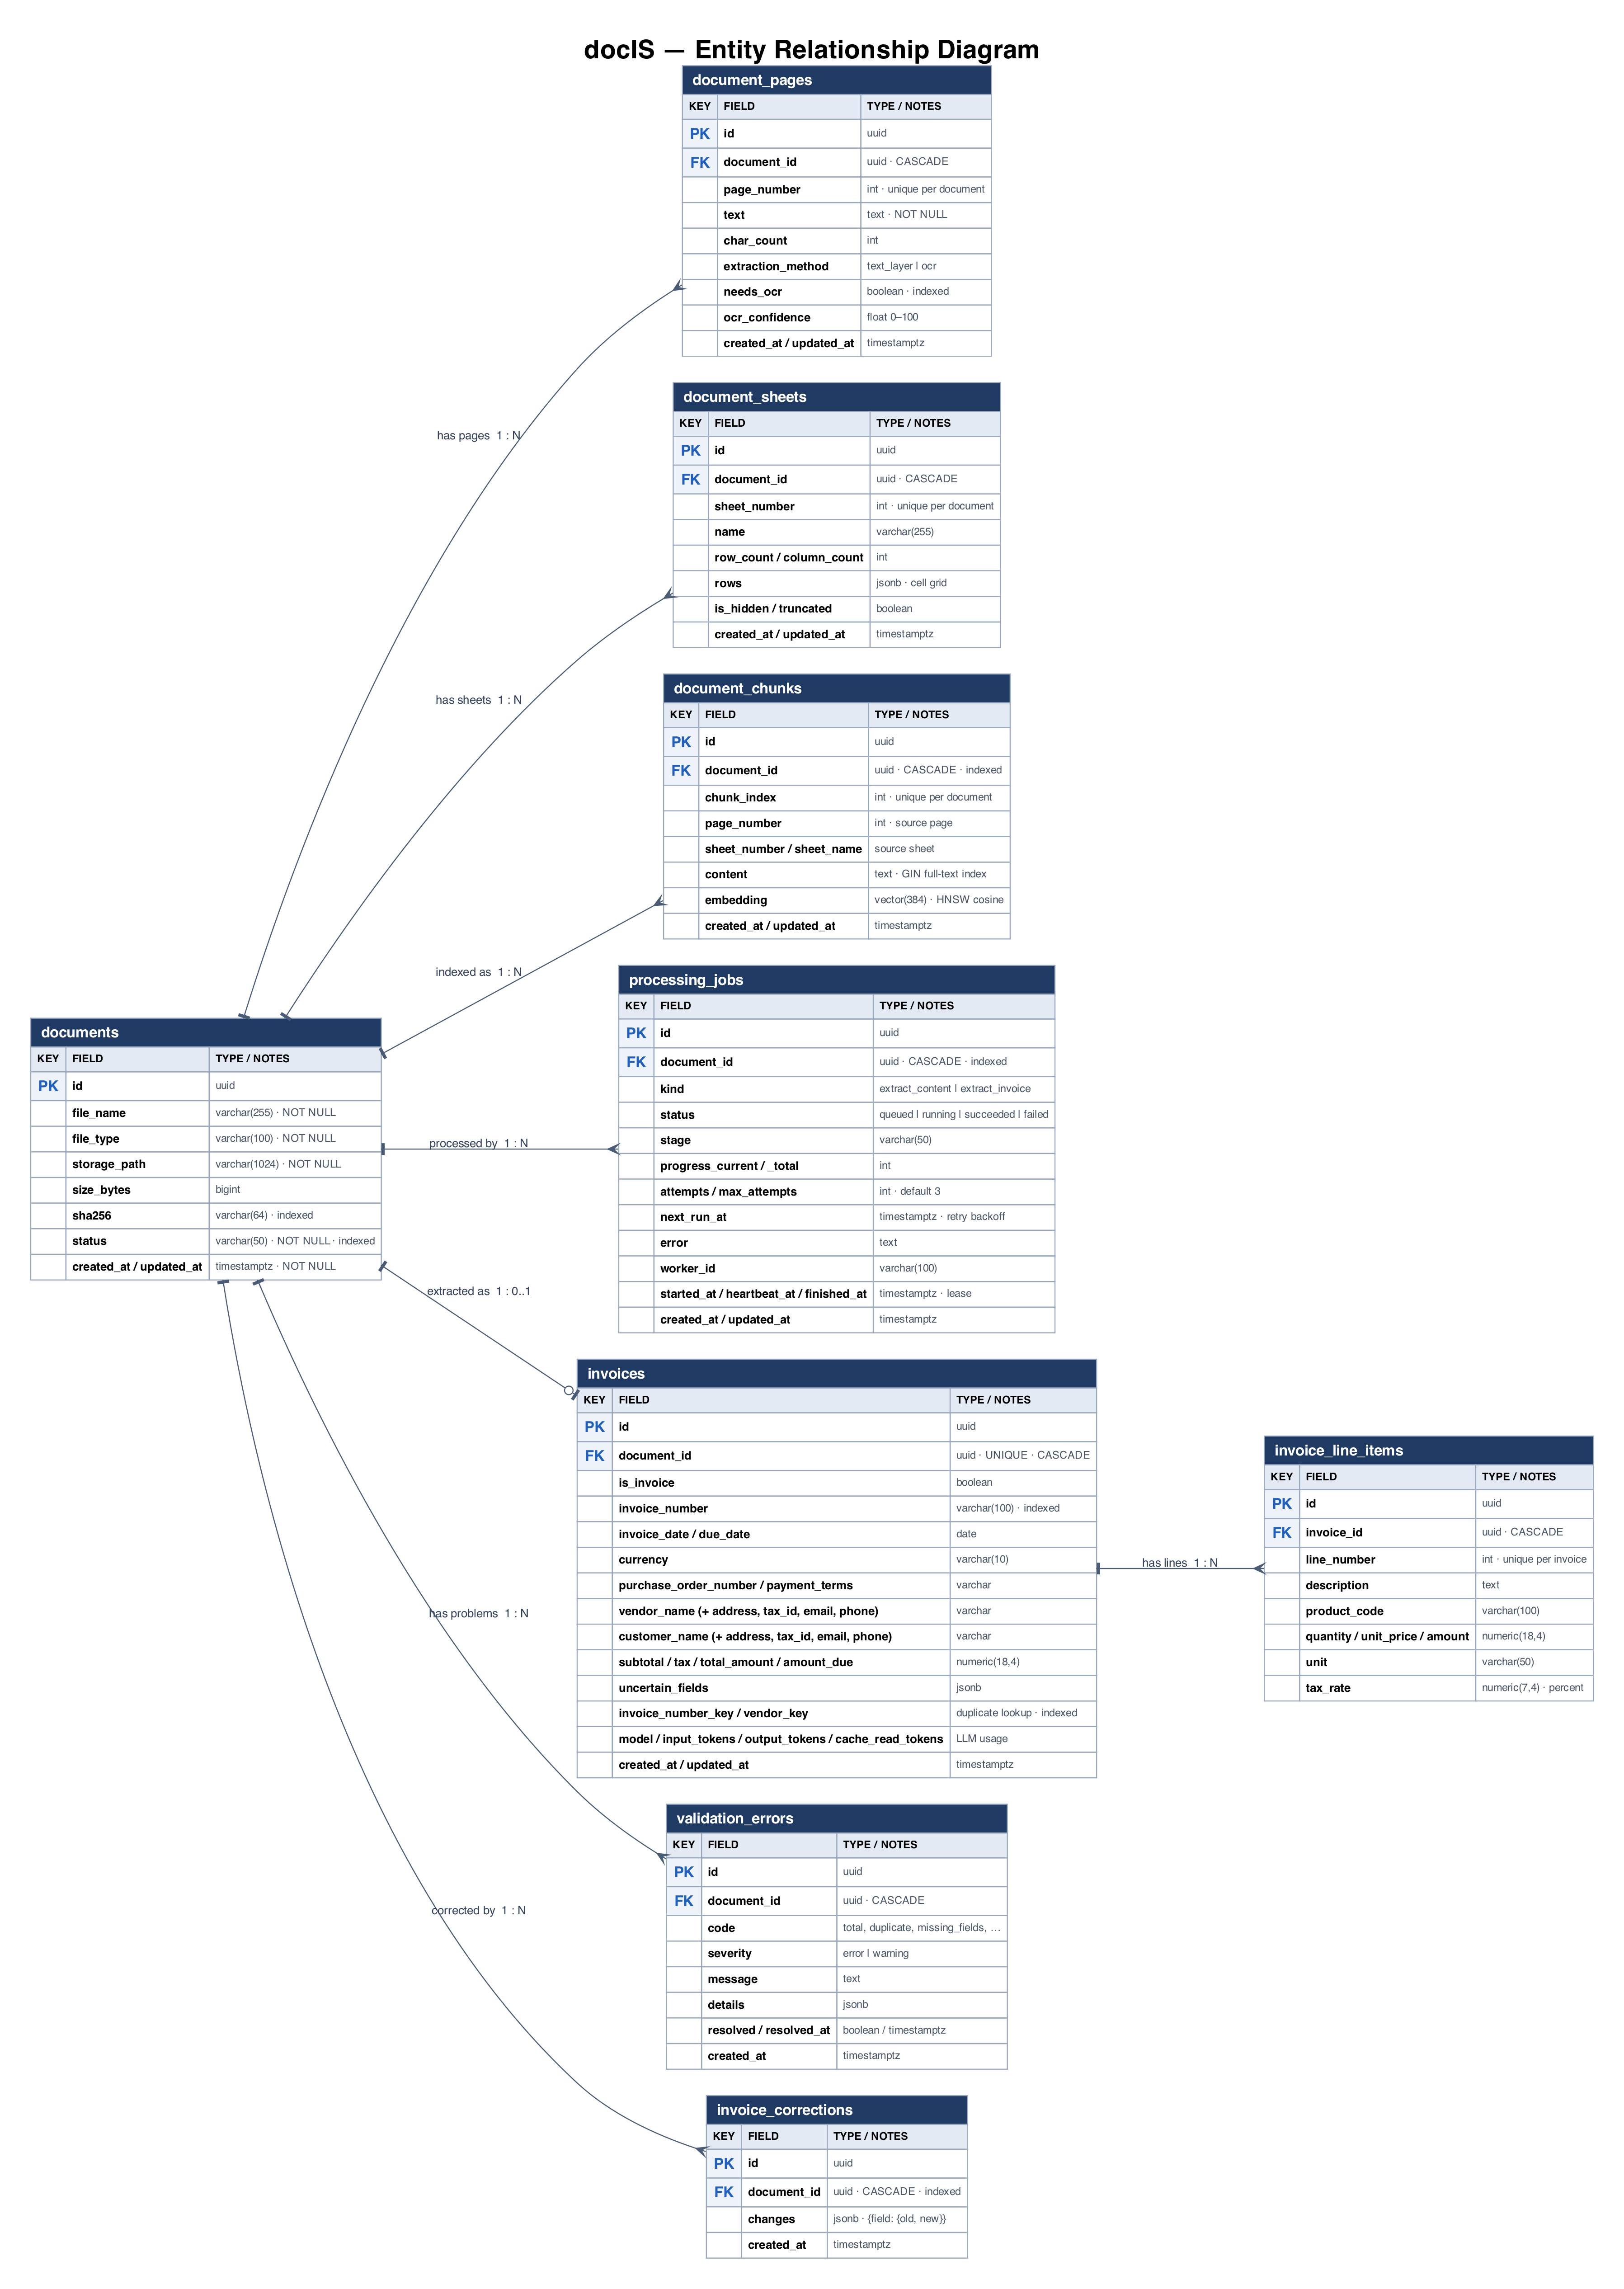 docIS — Entity Relationship Diagram
document_pages
KEY FIELD TYPE / NOTES
PK id uuid
FK document_id uuid · CASCADE
page_number int · unique per document
text text · NOT NULL
char_count int
extraction_method text_layer | ocr
needs_ocr boolean · indexed
ocr_confidence float 0–100
created_at / updated_at timestamptz
document_sheets
KEY FIELD TYPE / NOTES
PK id uuid
FK document_id uuid · CASCADE
sheet_number int · unique per document
name varchar(255)
row_count / column_count int
rows jsonb · cell grid
is_hidden / truncated boolean
created_at / updated_at timestamptz
document_chunks
KEY FIELD TYPE / NOTES
PK id uuid
FK document_id uuid · CASCADE · indexed
chunk_index int · unique per document
page_number int · source page
sheet_number / sheet_name source sheet
content text · GIN full-text index
embedding vector(384) · HNSW cosine
created_at / updated_at timestamptz
processing_jobs
KEY FIELD TYPE / NOTES
PK id uuid
FK document_id uuid · CASCADE · indexed
kind extract_content | extract_invoice
status queued | running | succeeded | failed
stage varchar(50)
progress_current / _total int
attempts / max_attempts int · default 3
next_run_at timestamptz · retry backoff
error text
worker_id varchar(100)
started_at / heartbeat_at / finished_at timestamptz · lease
created_at / updated_at timestamptz
documents
KEY FIELD TYPE / NOTES
PK id uuid
file_name varchar(255) · NOT NULL
file_type varchar(100) · NOT NULL
storage_path varchar(1024) · NOT NULL
size_bytes bigint
sha256 varchar(64) · indexed
status varchar(50) · NOT NULL · indexed
created_at / updated_at timestamptz · NOT NULL
has pages 1 : N
has sheets 1 : N
indexed as 1 : N
processed by 1 : N
extracted as 1 : 0..1
has problems 1 : N
corrected by 1 : N
invoices
KEY FIELD TYPE / NOTES
PK id uuid
FK document_id uuid · UNIQUE · CASCADE
is_invoice boolean
invoice_number varchar(100) · indexed
invoice_date / due_date date
currency varchar(10)
purchase_order_number / payment_terms varchar
vendor_name (+ address, tax_id, email, phone) varchar
customer_name (+ address, tax_id, email, phone) varchar
subtotal / tax / total_amount / amount_due numeric(18,4)
uncertain_fields jsonb
invoice_number_key / vendor_key duplicate lookup · indexed
model / input_tokens / output_tokens / cache_read_tokens LLM usage
created_at / updated_at timestamptz
has lines 1 : N
invoice_line_items
KEY FIELD TYPE / NOTES
PK id uuid
FK invoice_id uuid · CASCADE
line_number int · unique per invoice
description text
product_code varchar(100)
quantity / unit_price / amount numeric(18,4)
unit varchar(50)
tax_rate numeric(7,4) · percent
validation_errors
KEY FIELD TYPE / NOTES
PK id uuid
FK document_id uuid · CASCADE
code total, duplicate, missing_fields, …
severity error | warning
message text
details jsonb
resolved / resolved_at boolean / timestamptz
created_at timestamptz
invoice_corrections
KEY FIELD TYPE / NOTES
PK id uuid
FK document_id uuid · CASCADE · indexed
changes jsonb · {field: {old, new}}
created_at timestamptz